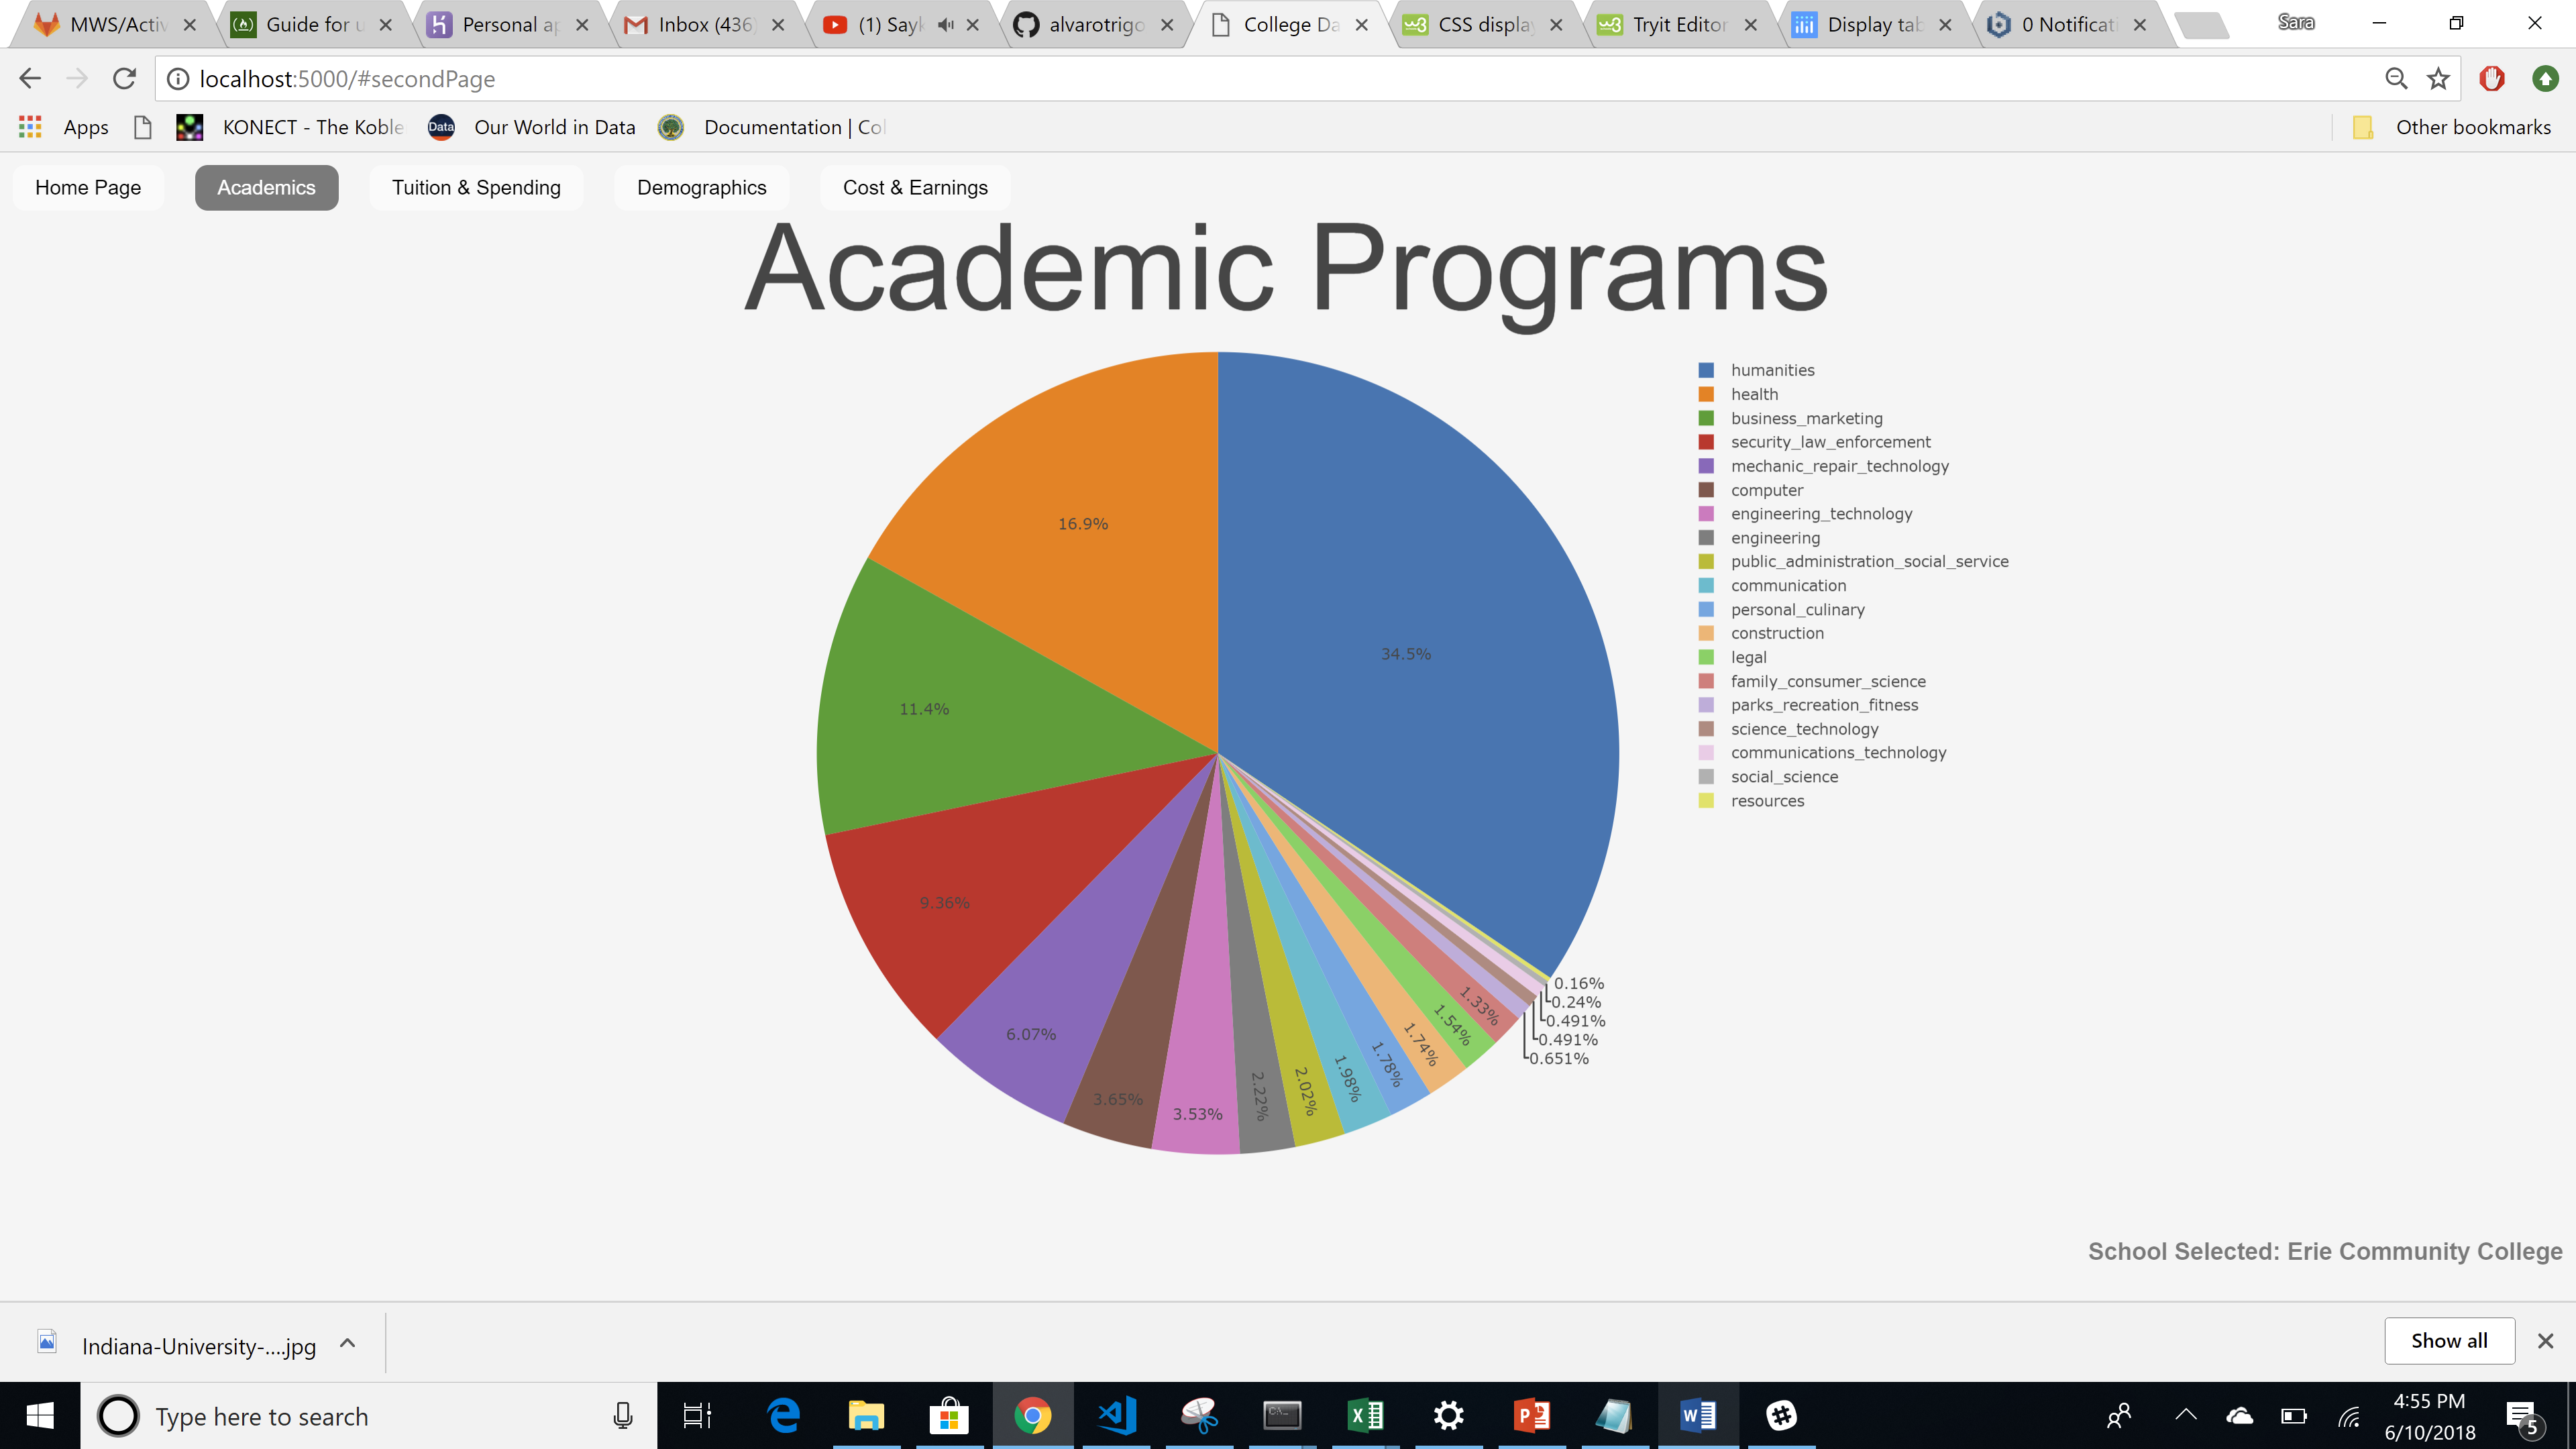 MWS/Activ
Guide for u
Personal ap
Inbox (436
(1) Sayk
alvarotrigo
College Da
CSS display
Tryit Editor
Display tab
0 Notificati
Sara
localhost:5000/#secondPage
Apps
KONECT - The Koble
Data
Our World in Data
Documentation | Col
Other bookmarks
Home Page
Academics
Tuition & Spending
Demographics
Cost & Earnings
Academic Programs
humanities
health
business_marketing
security_law_enforcement
mechanic_repair_technology
computer
engineering_technology
engineering
public_administration_social_service
communication
personal_culinary
construction
legal
family_consumer_science
parks_recreation_fitness
science_technology
communications_technology
social_science
resources
16.9%
34.5%
11.4%
9.36%
6.07%
3.65%
3.53%
2.22%
2.02%
1.98%
1.78%
1.74%
1.54%
1.33%
0.16%
0.24%
0.491%
0.491%
0.651%
School Selected: Erie Community College
Indiana-University-....jpg
Show all
Type here to search
4:55 PM
6/10/2018
5